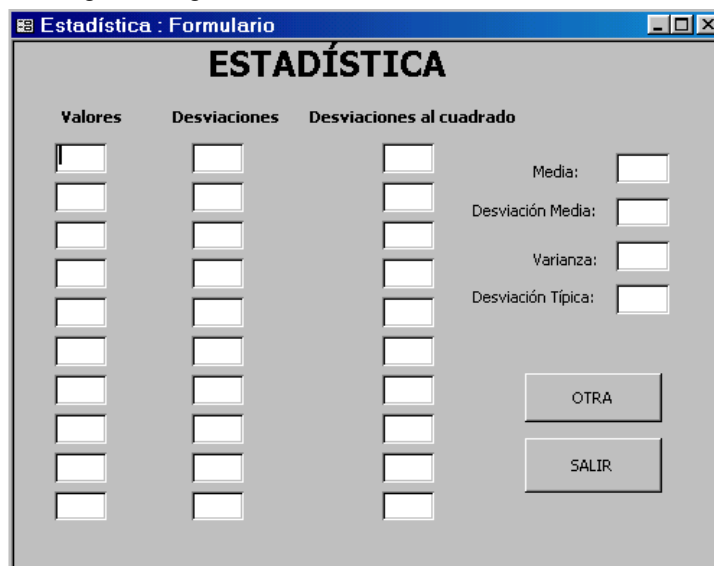 Estadística : Formulario
ESTADÍSTICA
Valores Desviaciones Desviaciones al cuadrado
Media:
Desviación Media:
Varianza:
Desviación Típica:
OTRA
SALIR